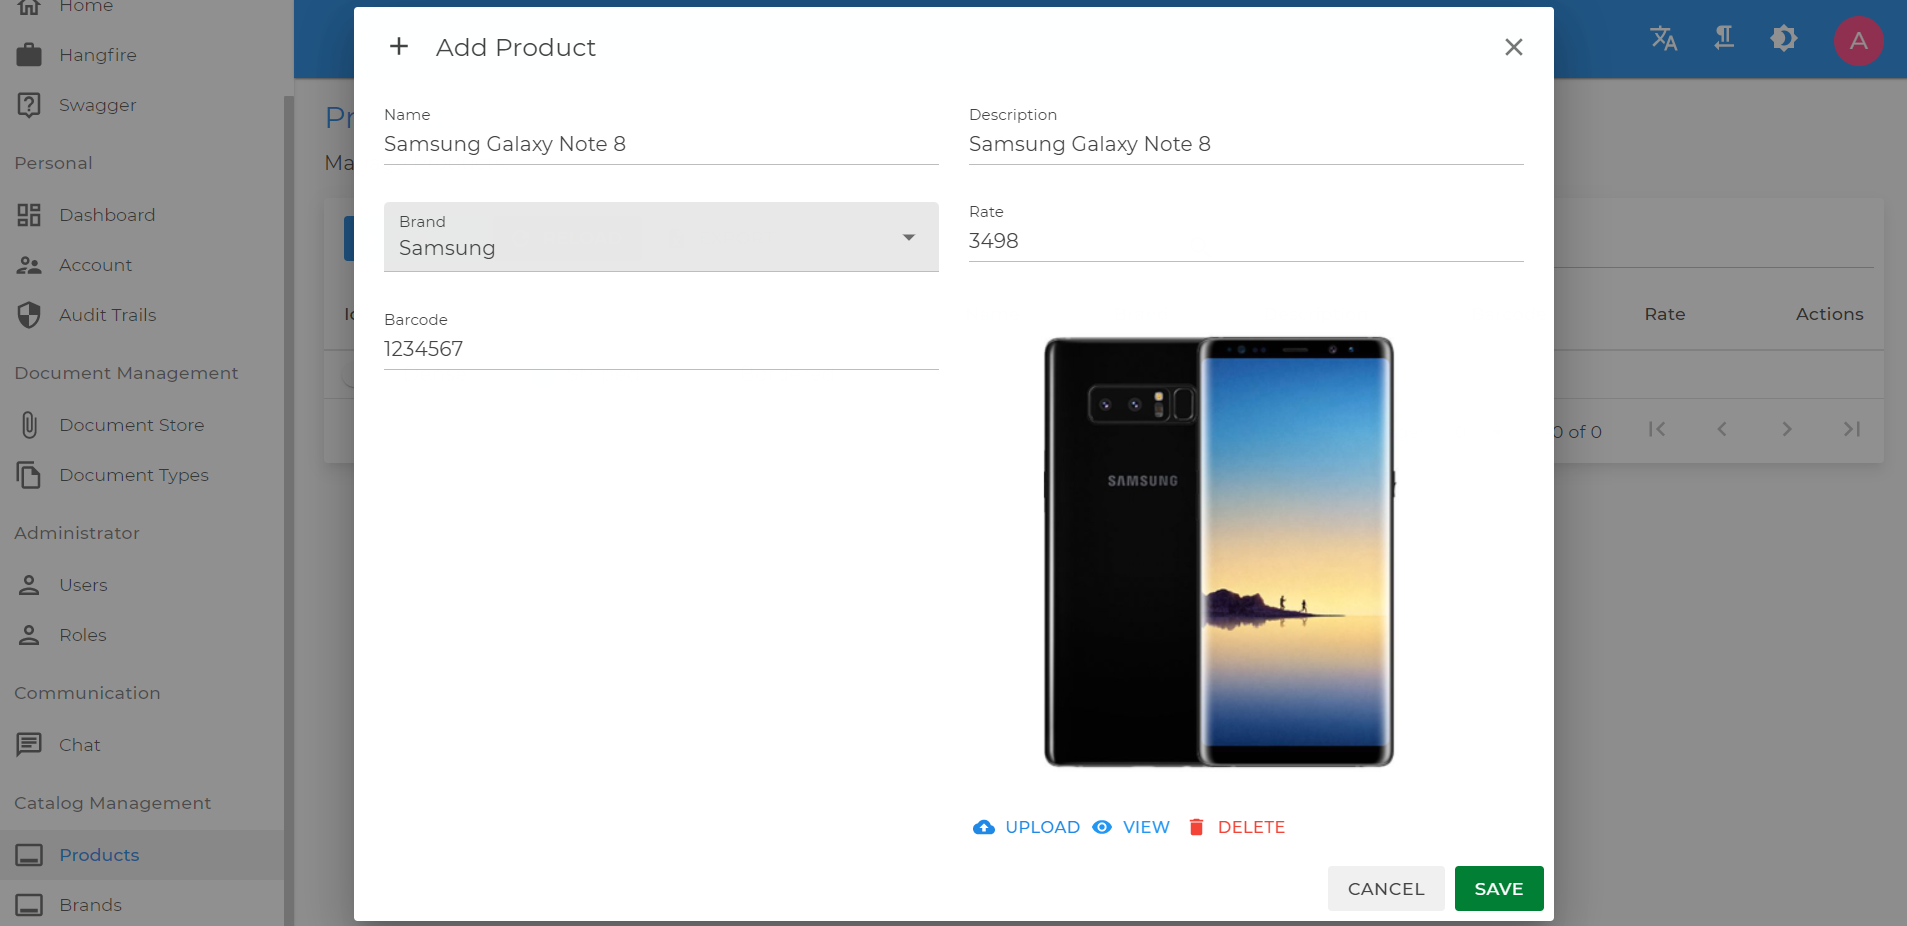 Home
Hangfire
Swagger
Personal
Dashboard
Account
Audit Trails
Document Management
Document Store
Document Types
Administrator
Users
Roles
Communication
Chat
Catalog Management
Products
Brands
A
Rate Actions
0 of 0
Add Product
Name
Samsung Galaxy Note 8
Description
Samsung Galaxy Note 8
Brand
Samsung
Rate
3498
Barcode
1234567
SAMSUNG
UPLOAD VIEW DELETE
CANCEL SAVE